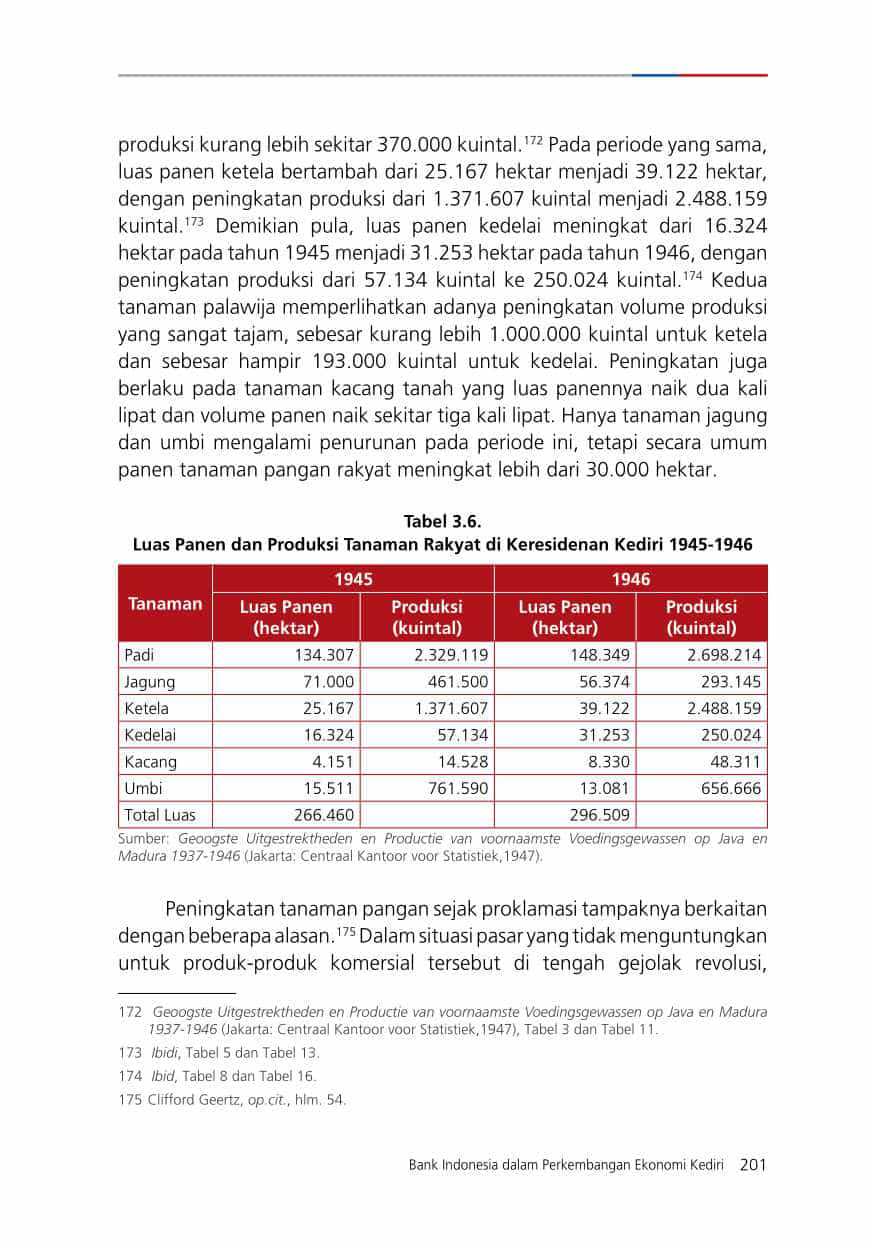 produksi kurang lebih sekitar 370.000 kuintal.172 Pada periode yang sama,
luas panen ketela bertambah dari 25.167 hektar menjadi 39.122 hektar,
dengan peningkatan produksi dari 1.371.607 kuintal menjadi 2.488.159
kuintal.173 Demikian pula, luas panen kedelai meningkat dari 16.324
hektar pada tahun 1945 menjadi 31.253 hektar pada tahun 1946, dengan
peningkatan produksi dari 57.134 kuintal ke 250.024 kuintal.174 Kedua
tanaman palawija memperlihatkan adanya peningkatan volume produksi
yang sangat tajam, sebesar kurang lebih 1.000.000 kuintal untuk ketela
dan sebesar hampir 193.000 kuintal untuk kedelai. Peningkatan juga
berlaku pada tanaman kacang tanah yang luas panennya naik dua kali
lipat dan volume panen naik sekitar tiga kali lipat. Hanya tanaman jagung
dan umbi mengalami penurunan pada periode ini, tetapi secara umum
panen tanaman pangan rakyat meningkat lebih dari 30.000 hektar.
Tabel 3.6.
Luas Panen dan Produksi Tanaman Rakyat di Keresidenan Kediri 1945-1946
Tanaman 1945 1946
Luas Panen (hektar) Produksi (kuintal) Luas Panen (hektar) Produksi (kuintal)
Padi 134.307 2.329.119 148.349 2.698.214
Jagung 71.000 461.500 56.374 293.145
Ketela 25.167 1.371.607 39.122 2.488.159
Kedelai 16.324 57.134 31.253 250.024
Kacang 4.151 14.528 8.330 48.311
Umbi 15.511 761.590 13.081 656.666
Total Luas 266.460 296.509
Sumber: Geoogste Uitgestrektheden en Productie van voornaamste Voedingsgewassen op Java en
Madura 1937-1946 (Jakarta: Centraal Kantoor voor Statistiek,1947).
Peningkatan tanaman pangan sejak proklamasi tampaknya berkaitan
dengan beberapa alasan.175 Dalam situasi pasar yang tidak menguntungkan
untuk produk-produk komersial tersebut di tengah gejolak revolusi,
172 Geoogste Uitgestrektheden en Productie van voornaamste Voedingsgewassen op Java en Madura
1937-1946 (Jakarta: Centraal Kantoor voor Statistiek,1947), Tabel 3 dan Tabel 11.
173 Ibidi, Tabel 5 dan Tabel 13.
174 Ibid, Tabel 8 dan Tabel 16.
175 Clifford Geertz, op.cit., hlm. 54.
Bank Indonesia dalam Perkembangan Ekonomi Kediri 201